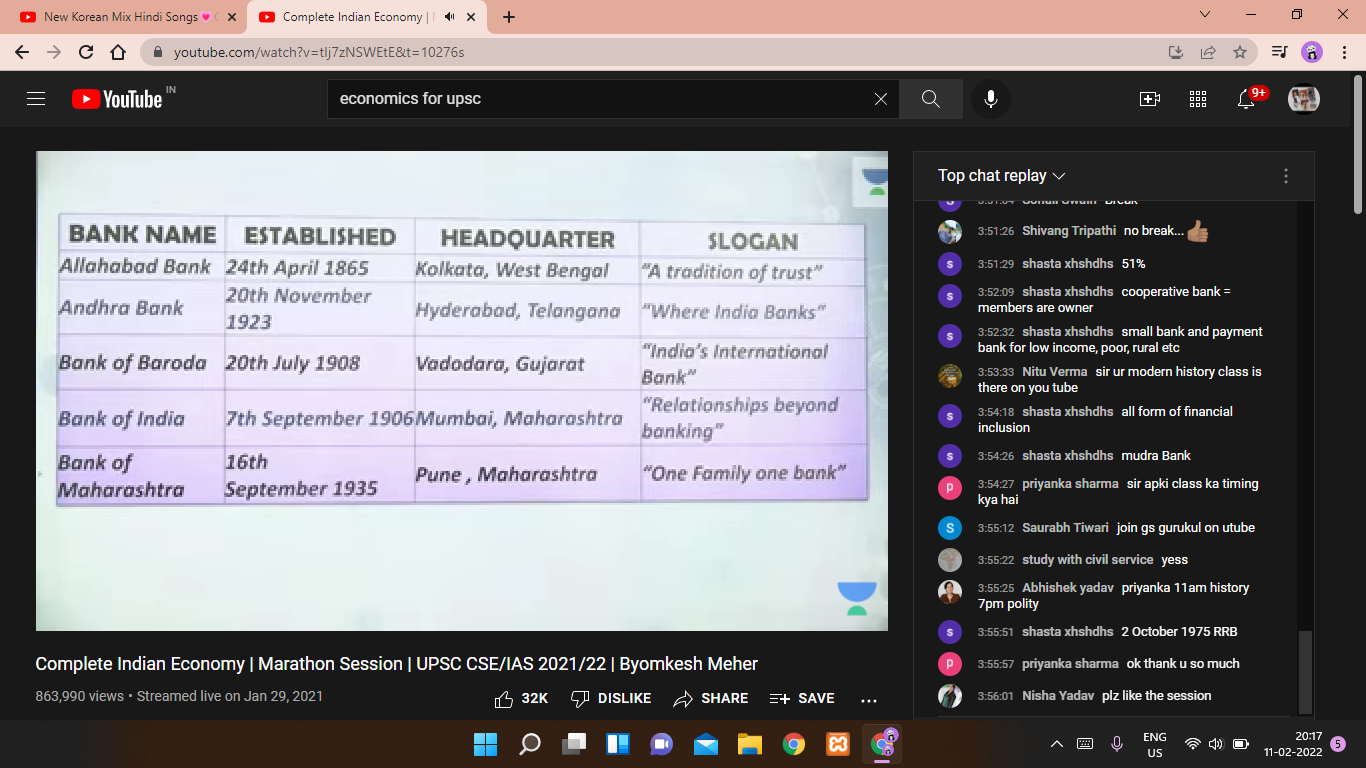 New Korean Mix Hindi Songs
Complete Indian Economy |
youtube.com/watch?v=tIj7zNSWEtE&t=10276s
YouTube IN
economics for upsc
9+
BANK NAME ESTABLISHED HEADQUARTER SLOGAN
Allahabad Bank 24th April 1865 Kolkata, West Bengal "A tradition of trust"
Andhra Bank 20th November
1923 Hyderabad, Telangana "Where India Banks"
Bank of Baroda 20th July 1908 Vadodara, Gujarat "India's International
Bank"
Bank of India 7th September 1906 Mumbai, Maharashtra "Relationships beyond
banking"
Bank of
Maharashtra 16th
September 1935 Pune , Maharashtra "One Family one bank"
Complete Indian Economy | Marathon Session | UPSC CSE/IAS 2021/22 | Byomkesh Meher
863,990 views • Streamed live on Jan 29, 2021
32K DISLIKE SHARE SAVE
Top chat replay
3:51:26 Shivang Tripathi no break...
s 3:51:29 shasta xhshdhs 51%
s 3:52:09 shasta xhshdhs cooperative bank =
members are owner
s 3:52:32 shasta xhshdhs small bank and payment
bank for low income, poor, rural etc
3:53:33 Nitu Verma sir ur modern history class is
there on you tube
s 3:54:18 shasta xhshdhs all form of financial
inclusion
s 3:54:26 shasta xhshdhs mudra Bank
p 3:54:27 priyanka sharma sir apki class ka timing
kya hai
S 3:55:12 Saurabh Tiwari join gs gurukul on utube
3:55:22 study with civil service yess
3:55:25 Abhishek yadav priyanka 11am history
7pm polity
s 3:55:51 shasta xhshdhs 2 October 1975 RRB
p 3:55:57 priyanka sharma ok thank u so much
3:56:01 Nisha Yadav plz like the session
ENG
US
20:17
11-02-2022
5